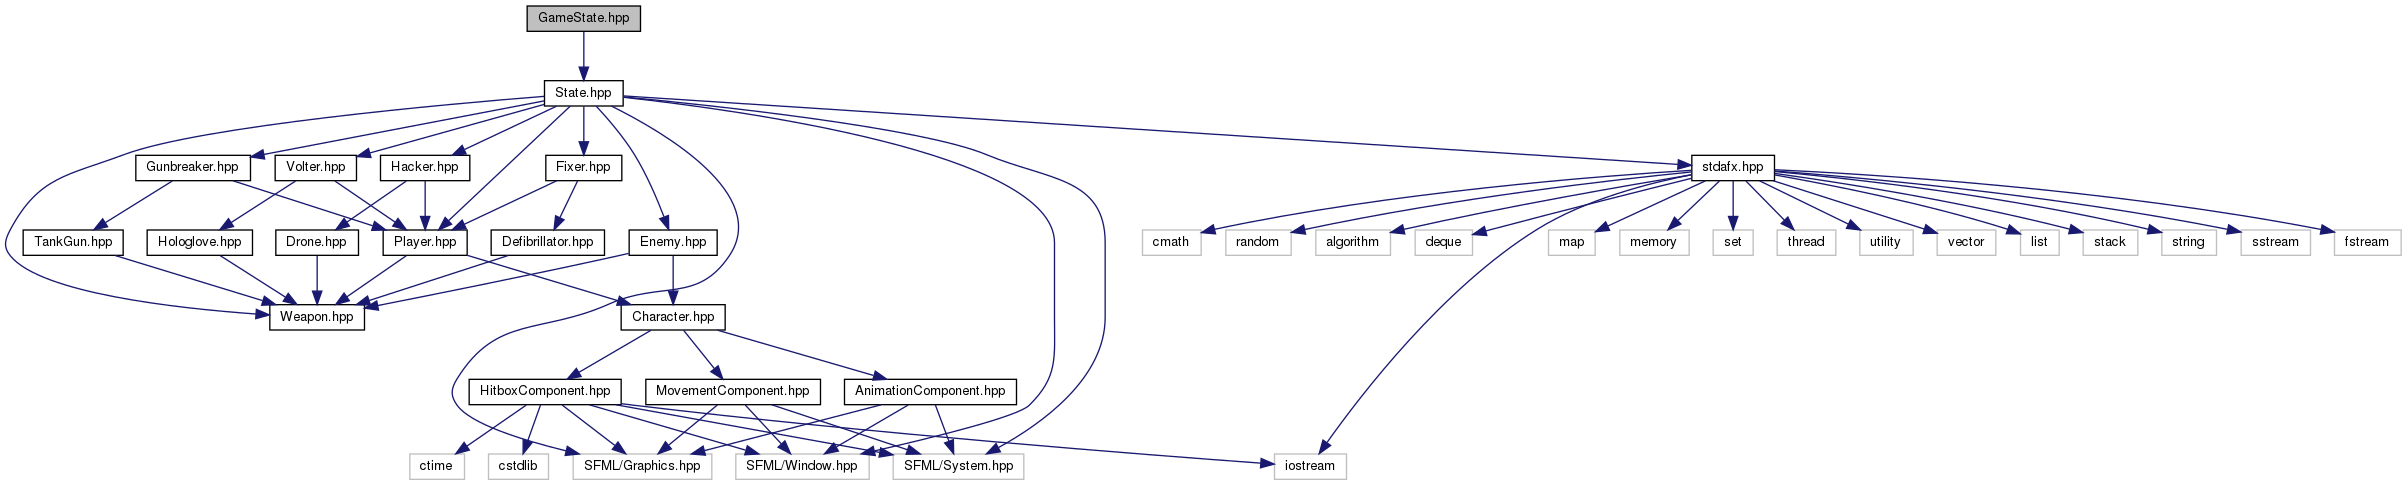 GameState.hpp
State.hpp
Gunbreaker.hpp
Volter.hpp
Hacker.hpp
Fixer.hpp
stdafx.hpp
TankGun.hpp
Hologlove.hpp
Drone.hpp
Player.hpp
Defibrillator.hpp
Enemy.hpp
cmath
random
algorithm
deque
map
memory
set
thread
utility
vector
list
stack
string
sstream
fstream
Weapon.hpp
Character.hpp
HitboxComponent.hpp
MovementComponent.hpp
AnimationComponent.hpp
ctime
cstdlib
SFML/Graphics.hpp
SFML/Window.hpp
SFML/System.hpp
iostream